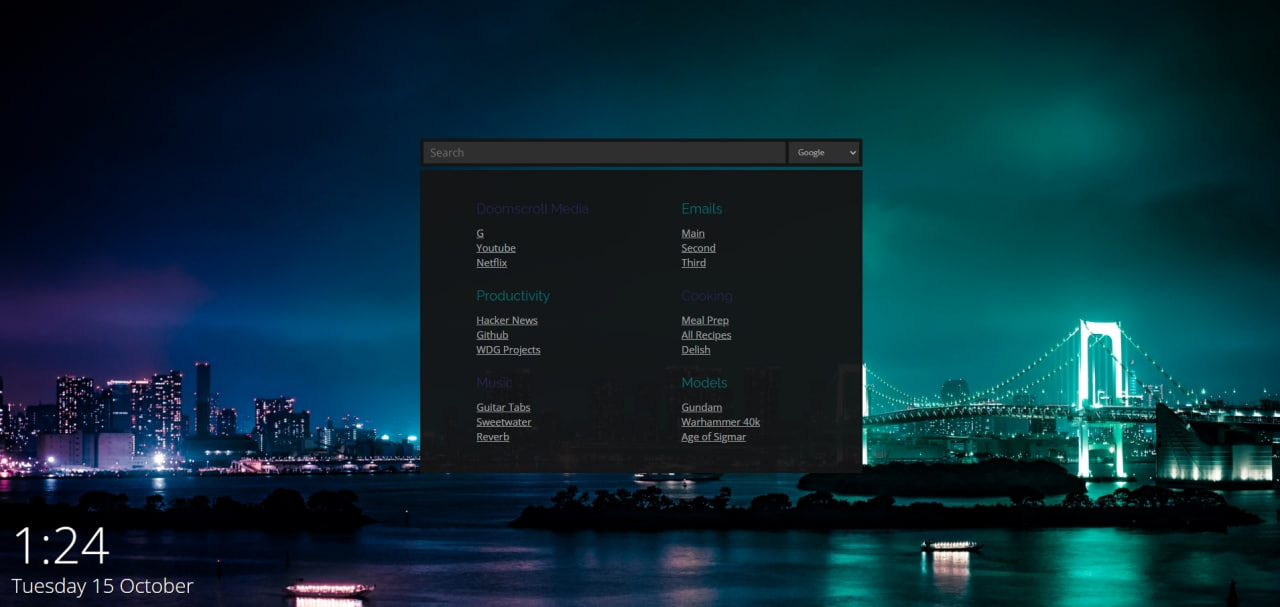 Search
Google
Doomscroll Media
G
Youtube
Netflix
Emails
Main
Second
Third
Productivity
Hacker News
Github
WDG Projects
Cooking
Meal Prep
All Recipes
Delish
Music
Guitar Tabs
Sweetwater
Reverb
Models
Gundam
Warhammer 40k
Age of Sigmar
1:24
Tuesday 15 October